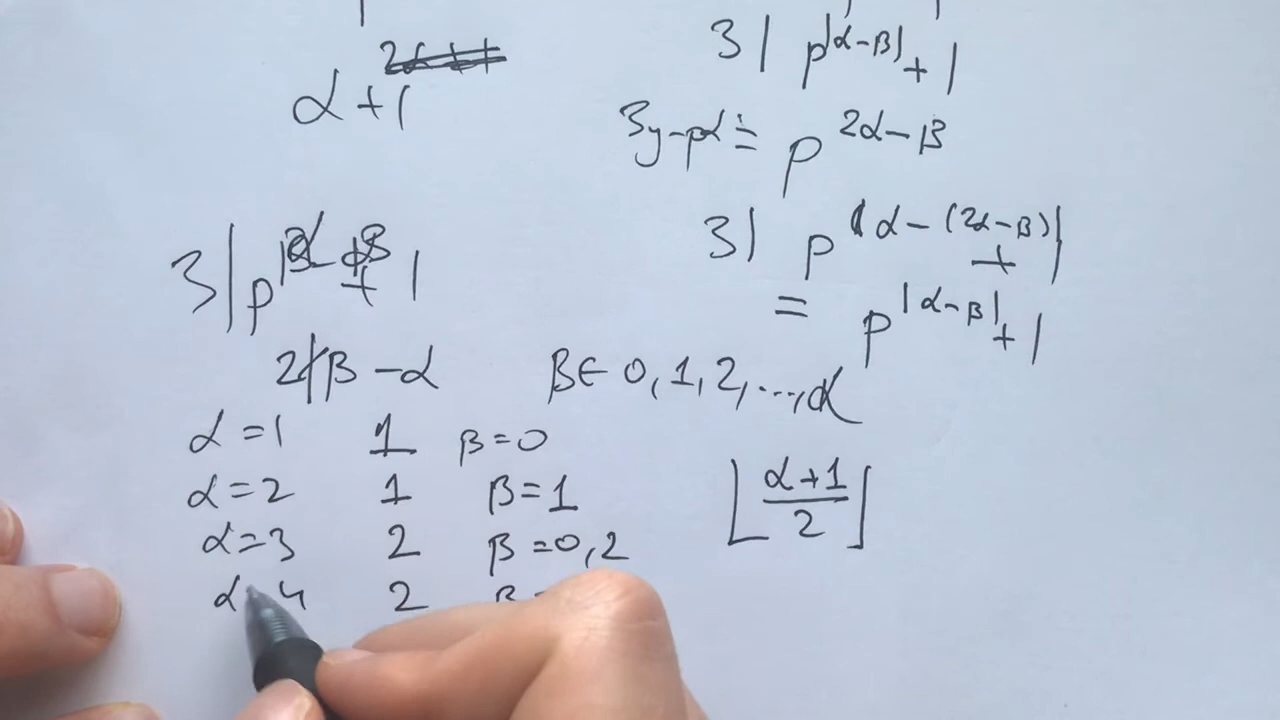 α + 1
3 | p^|α-β| + 1
3y-pα = p^2α-β
3 | p^|α-(2α-β)| +
= p^|α-β| + 1
3 | p + 1
2∤β - α
β ∈ 0, 1, 2, ..., α
α = 1 1 β = 0
α = 2 1 β = 1
α = 3 2 β = 0, 2
α 4 2 β
⌊(α+1)/2⌋